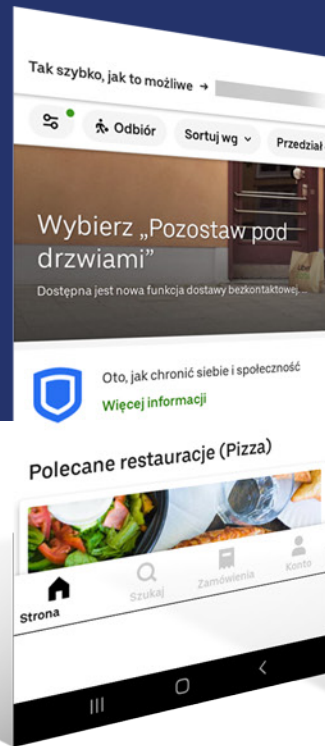 Tak szybko, jak to możliwe →
Odbiór
Sortuj wg
Przedział
Wybierz „Pozostaw pod
drzwiami”
Dostępna jest nowa funkcja dostawy bezkontaktowej...
Uber
Oto, jak chronić siebie i społeczność
Więcej informacji
Polecane restauracje (Pizza)
Strona
Szukaj
Zamówienia
Konto